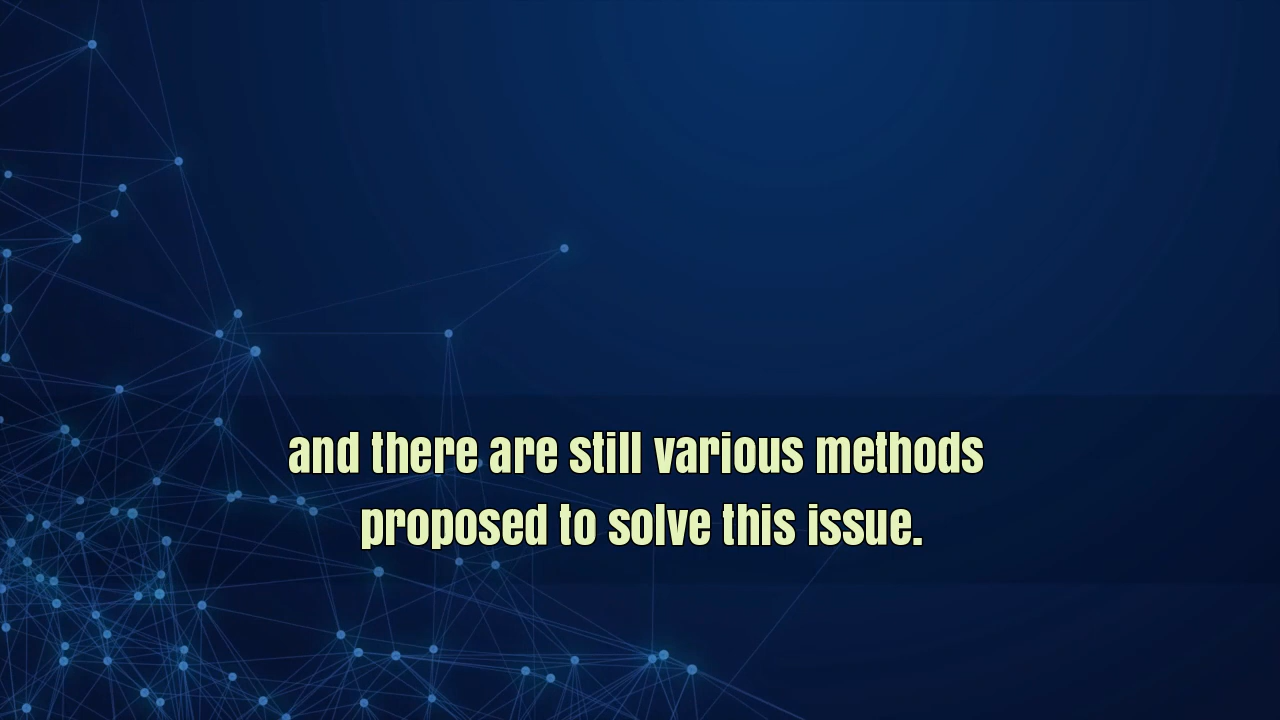 and there are still various methods
proposed to solve this issue.